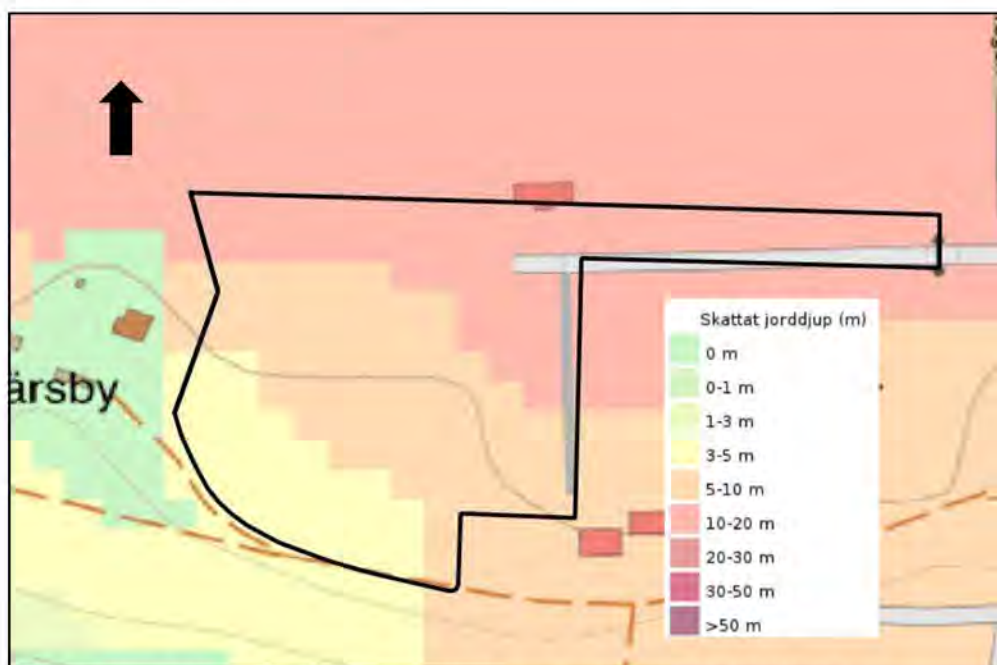 ärsby
Skattat jorddjup (m)
0 m
0-1 m
1-3 m
3-5 m
5-10 m
10-20 m
20-30 m
30-50 m
>50 m